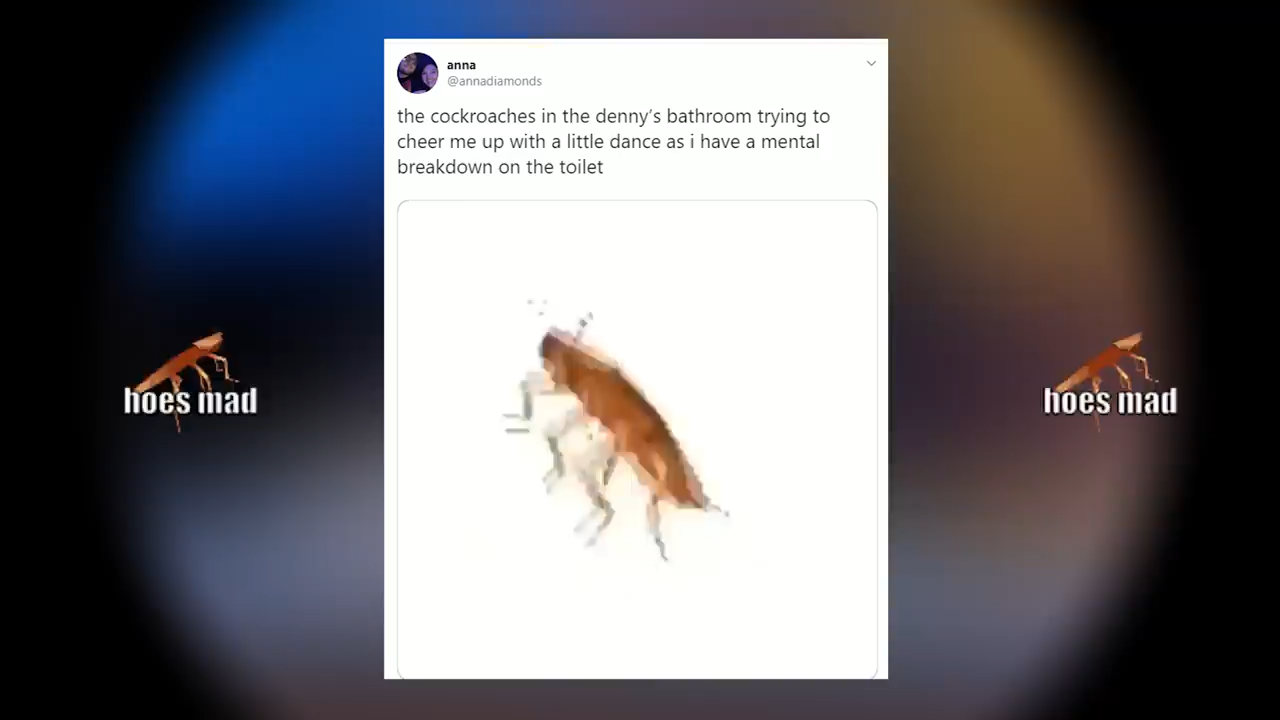 anna
@annadiamonds
the cockroaches in the denny’s bathroom trying to
cheer me up with a little dance as i have a mental
breakdown on the toilet
hoes mad
hoes mad